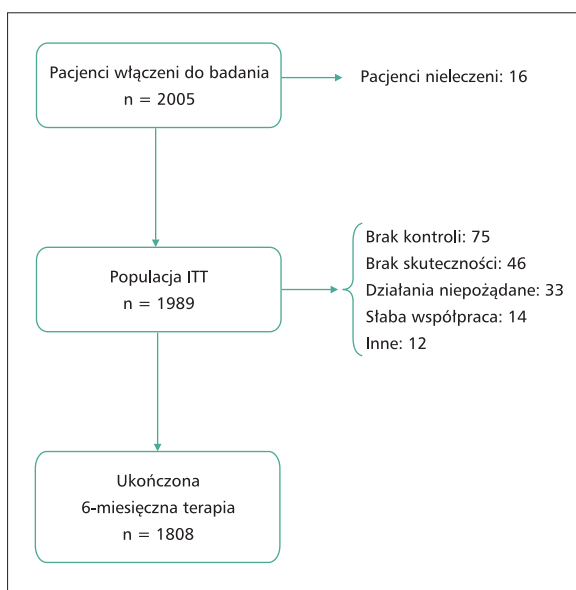 Pacjenci włączeni do badania
n = 2005
Pacjenci nieleczeni: 16
Populacja ITT
n = 1989
Brak kontroli: 75
Brak skuteczności: 46
Działania niepożądane: 33
Słaba współpraca: 14
Inne: 12
Ukończona
6-miesięczna terapia
n = 1808